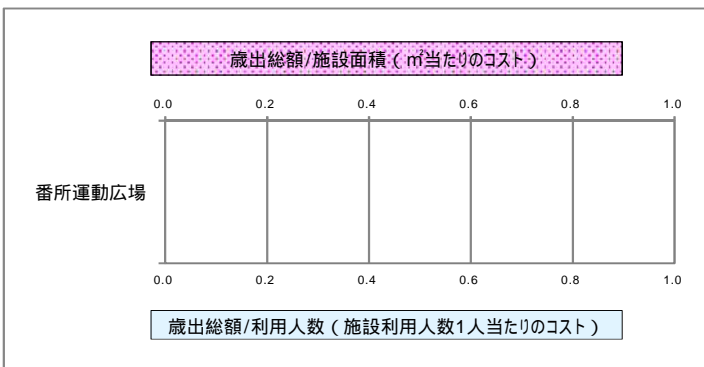 歳出総額/施設面積（㎡当たりのコスト）
0.0 0.2 0.4 0.6 0.8 1.0
番所運動広場
0.0 0.2 0.4 0.6 0.8 1.0
歳出総額/利用人数（施設利用人数1人当たりのコスト）